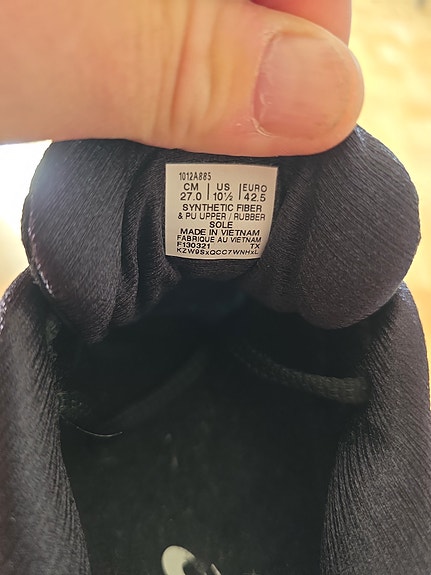 1012A885
CM | US | EURO
27.0 | 10½ | 42.5
SYNTHETIC FIBER
& PU UPPER / RUBBER
SOLE
MADE IN VIETNAM
FABRIQUE AU VIETNAM
F130321 TX
KZW9SxQCC7WNHxL